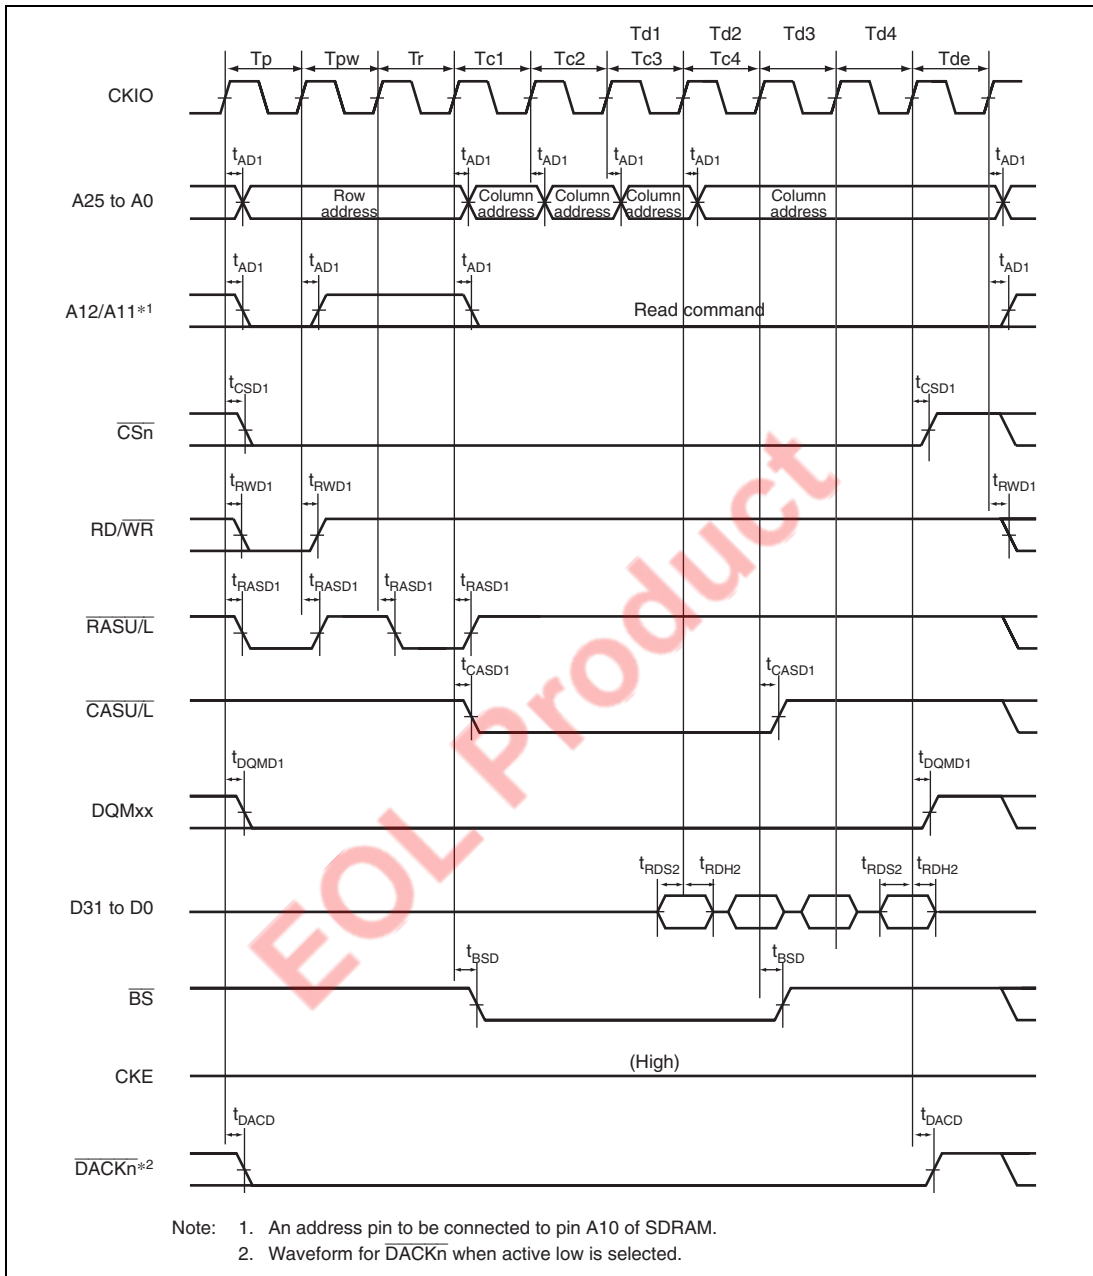 Td1 Td2 Td3 Td4
Tp Tpw Tr Tc1 Tc2 Tc3 Tc4 Tde
CKIO
tAD1 tAD1 tAD1 tAD1 tAD1 tAD1
A25 to A0
Row address
Column address
Column address
Column address
Column address
tAD1 tAD1 tAD1 tAD1
A12/A11*1
Read command
tCSD1 tCSD1
CSn
tRWD1 tRWD1 tRWD1
RD/WR
tRASD1 tRASD1 tRASD1 tRASD1
RASU/L
tCASD1 tCASD1
CASU/L
tDQMD1 tDQMD1
DQMxx
tRDS2 tRDH2 tRDS2 tRDH2
D31 to D0
tBSD tBSD
BS
(High)
CKE
tDACD tDACD
DACKn*2
EOL Product
Note: 1. An address pin to be connected to pin A10 of SDRAM.
2. Waveform for DACKn when active low is selected.